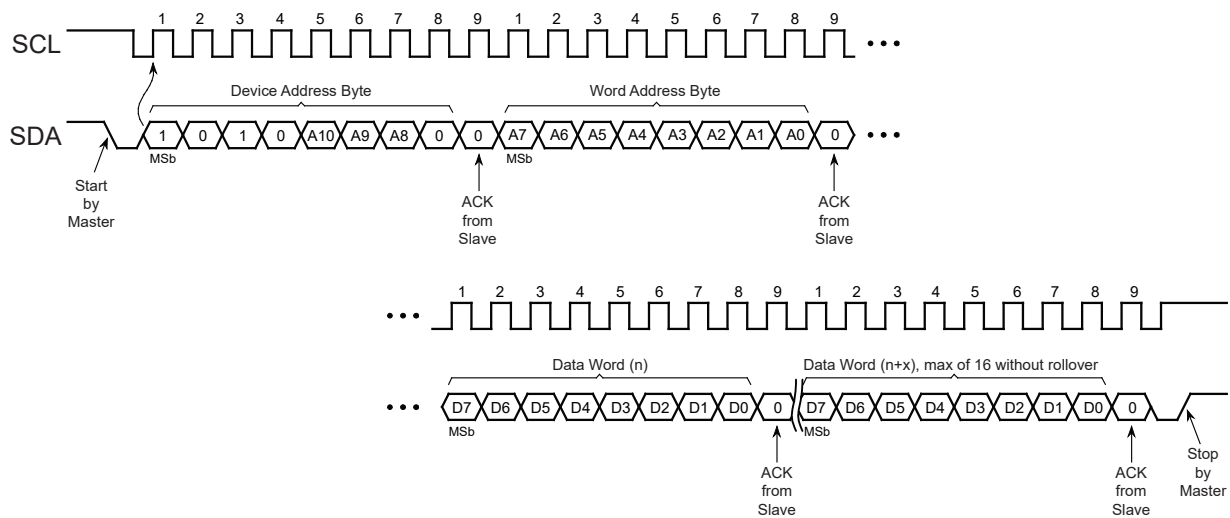 1 2 3 4 5 6 7 8 9 1 2 3 4 5 6 7 8 9
SCL
Device Address Byte Word Address Byte
SDA 1 0 1 0 A10 A9 A8 0 0 A7 A6 A5 A4 A3 A2 A1 A0 0
MSb MSb
Start
by
Master
ACK
from
Slave
ACK
from
Slave
1 2 3 4 5 6 7 8 9 1 2 3 4 5 6 7 8 9
Data Word (n) Data Word (n+x), max of 16 without rollover
D7 D6 D5 D4 D3 D2 D1 D0 0 D7 D6 D5 D4 D3 D2 D1 D0 0
MSb MSb
ACK
from
Slave
ACK
from
Slave
Stop
by
Master